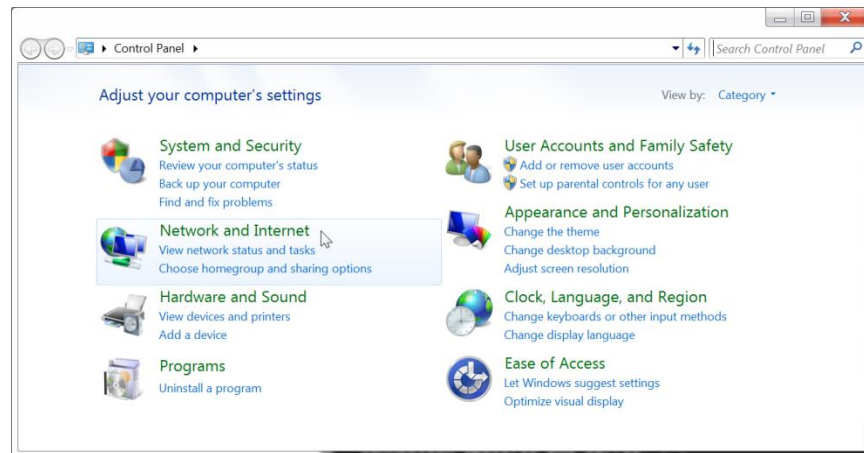 Control Panel
Search Control Panel
Adjust your computer's settings
View by: Category
System and Security
Review your computer's status
Back up your computer
Find and fix problems
Network and Internet
View network status and tasks
Choose homegroup and sharing options
Hardware and Sound
View devices and printers
Add a device
Programs
Uninstall a program
User Accounts and Family Safety
Add or remove user accounts
Set up parental controls for any user
Appearance and Personalization
Change the theme
Change desktop background
Adjust screen resolution
Clock, Language, and Region
Change keyboards or other input methods
Change display language
Ease of Access
Let Windows suggest settings
Optimize visual display